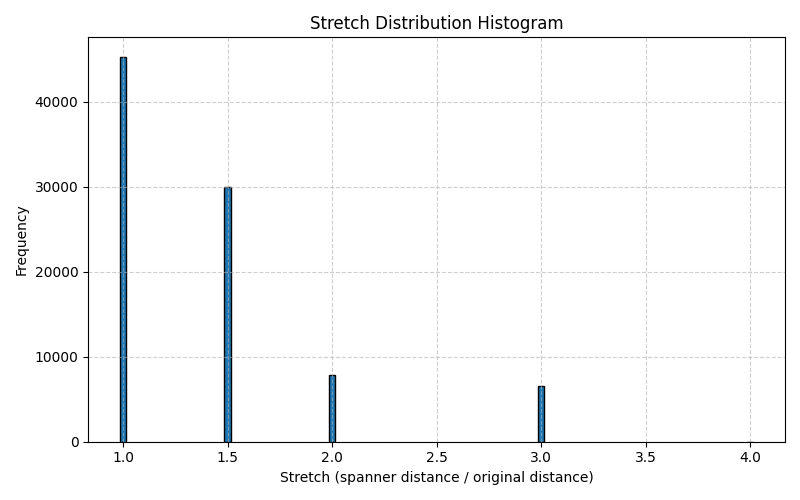 Stretch Distribution Histogram
Frequency
40000
30000
20000
10000
0
1.0 1.5 2.0 2.5 3.0 3.5 4.0
Stretch (spanner distance / original distance)